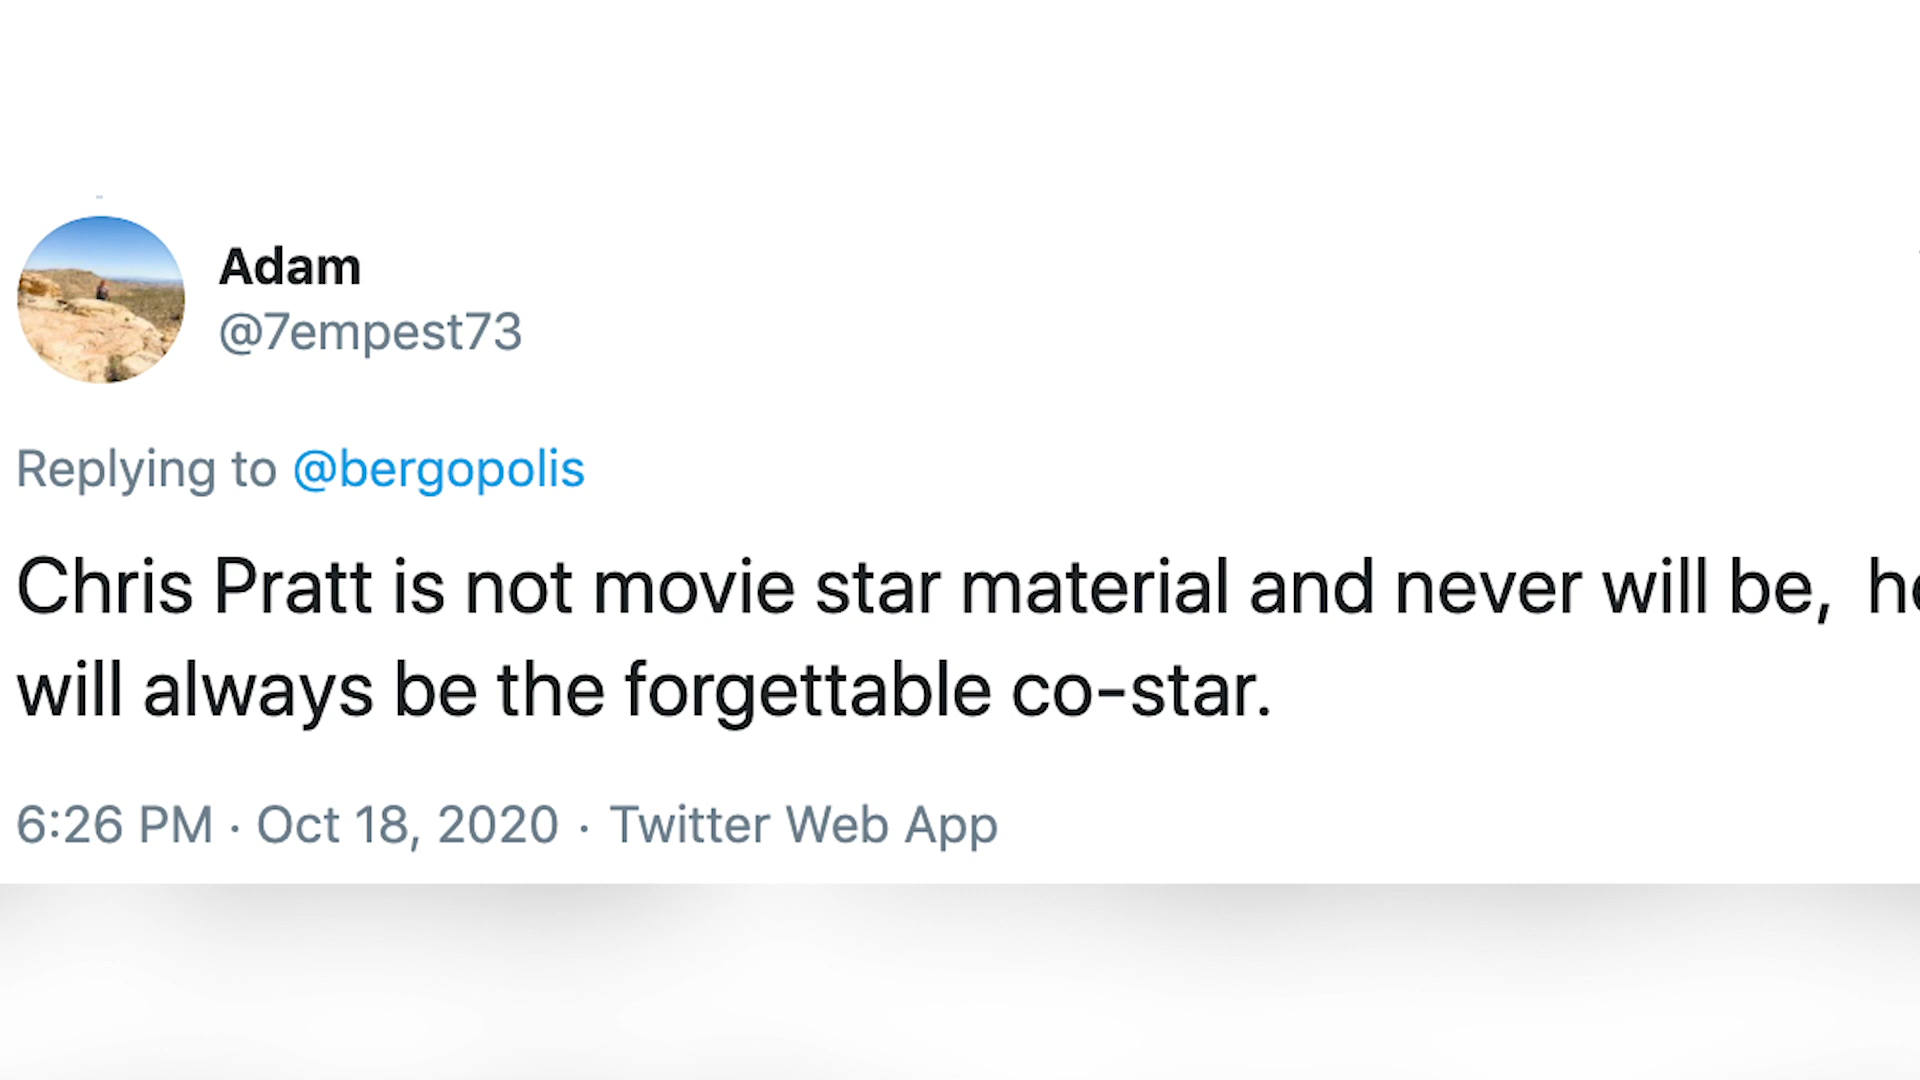 Adam
@7empest73
Replying to @bergopolis
Chris Pratt is not movie star material and never will be,
will always be the forgettable co-star.
6:26 PM · Oct 18, 2020 · Twitter Web App